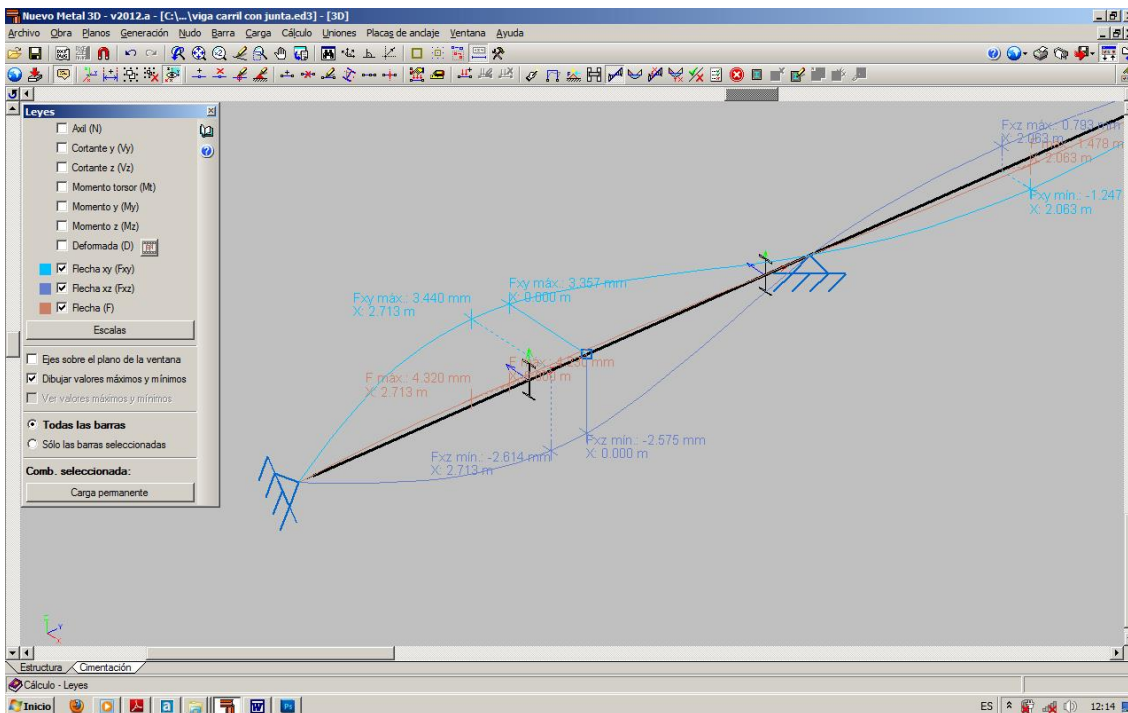 Nuevo Metal 3D - v2012.a - [C:\...\viga carril con junta.ed3] - [3D]
Archivo Obra Planos Generación Nudo Barra Carga Cálculo Uniones Placas de anclaje Ventana Ayuda
Leyes
Axil (N)
Cortante y (Vy)
Cortante z (Vz)
Momento torsor (Mt)
Momento y (My)
Momento z (Mz)
Deformada (D)
Flecha xy (Fxy)
Flecha xz (Fxz)
Flecha (F)
Escalas
Ejes sobre el plano de la ventana
Dibujar valores máximos y mínimos
Ver valores máximos y mínimos
Todas las barras
Sólo las barras seleccionadas
Comb. seleccionada:
Carga permanente
Fxz máx.: 0.793 mm
X: 2.063 m
F máx.: 1.478 m
X: 2.063 m
Fxy mín.: -1.247
X: 2.063 m
Fxy máx.: 3.357 mm
X: 0.000 m
Fxy máx.: 3.440 mm
X: 2.713 m
F máx.: 4.320 mm
X: 2.713 m
Fxz mín.: -2.614 mm
X: 2.713 m
Fxz mín.: -2.575 mm
X: 0.000 m
Estructura Cimentación
Cálculo - Leyes
Inicio
ES
12:14